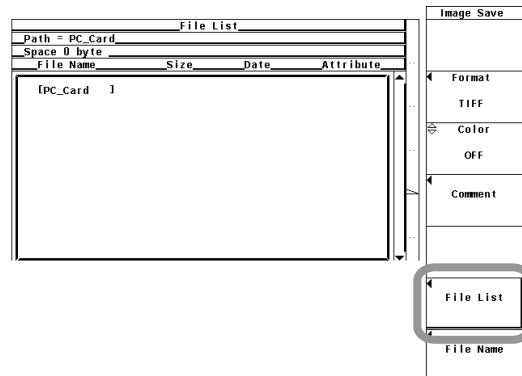 File List
Path = PC_Card
Space 0 byte
File Name Size Date Attribute
[PC_Card ]
Image Save
Format
TIFF
Color
OFF
Comment
File List
File Name